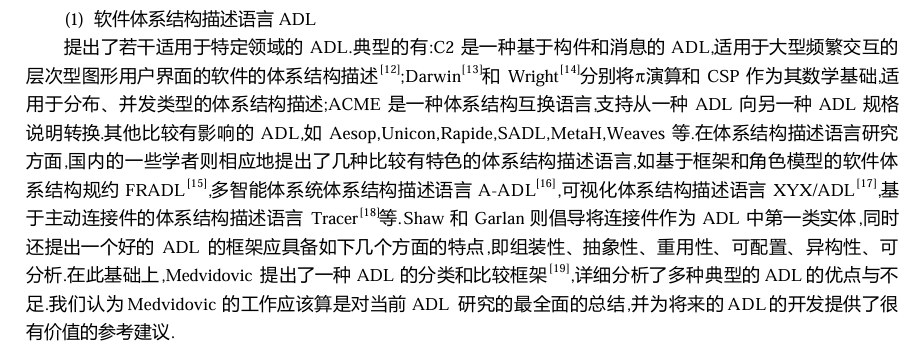 (1) 软件体系结构描述语言 ADL
提出了若干适用于特定领域的 ADL.典型的有:C2 是一种基于构件和消息的 ADL,适用于大型频繁交互的
层次型图形用户界面的软件的体系结构描述[12];Darwin[13]和 Wright[14]分别将π演算和 CSP 作为其数学基础,适
用于分布、并发类型的体系结构描述;ACME 是一种体系结构互换语言,支持从一种 ADL 向另一种 ADL 规格
说明转换.其他比较有影响的 ADL,如 Aesop,Unicon,Rapide,SADL,MetaH,Weaves 等.在体系结构描述语言研究
方面,国内的一些学者则相应地提出了几种比较有特色的体系结构描述语言,如基于框架和角色模型的软件体
系结构规约 FRADL[15],多智能体系统体系结构描述语言 A-ADL[16],可视化体系结构描述语言 XYX/ADL[17],基
于主动连接件的体系结构描述语言 Tracer[18]等.Shaw 和 Garlan 则倡导将连接件作为 ADL 中第一类实体,同时
还提出一个好的 ADL 的框架应具备如下几个方面的特点,即组装性、抽象性、重用性、可配置、异构性、可
分析.在此基础上,Medvidovic 提出了一种 ADL 的分类和比较框架[19],详细分析了多种典型的 ADL 的优点与不
足.我们认为 Medvidovic 的工作应该算是对当前 ADL 研究的最全面的总结,并为将来的 ADL 的开发提供了很
有价值的参考建议.